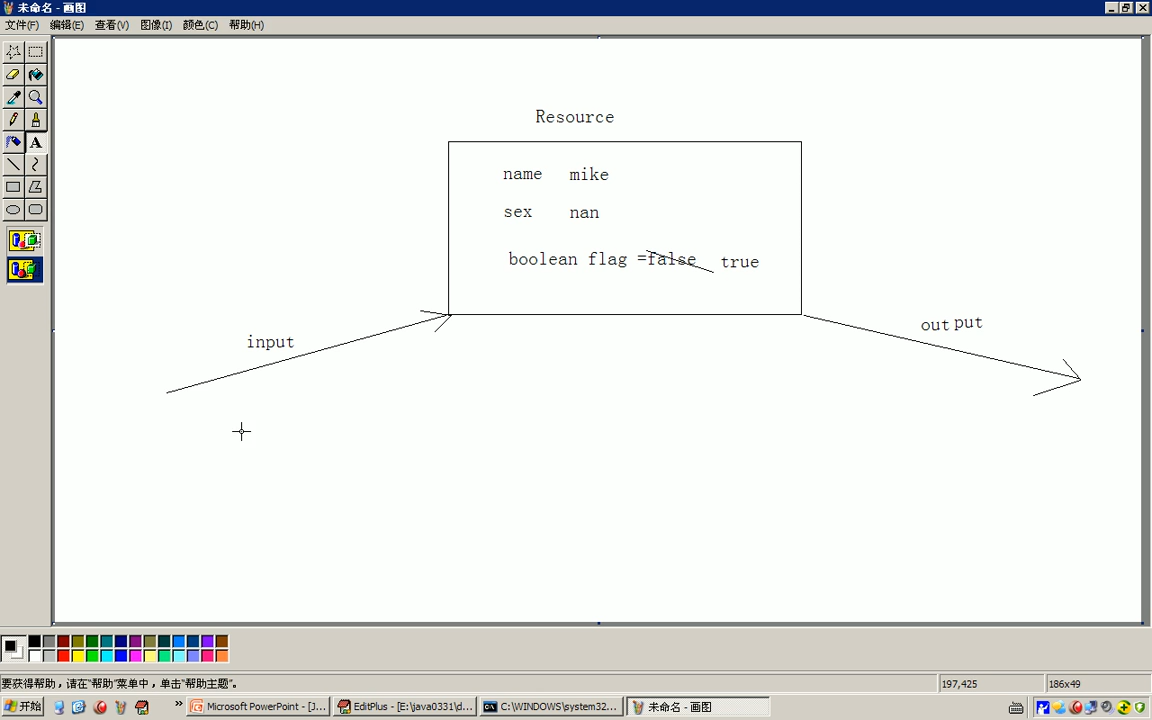 未命名 - 画图
文件(F) 编辑(E) 查看(V) 图像(I) 颜色(C) 帮助(H)
A
Resource
name mike
sex nan
boolean flag =false true
input
out put
要获得帮助，请在“帮助”菜单中，单击“帮助主题”。
197,425
186x49
开始
»
Microsoft PowerPoint - [J...
EditPlus - [E:\java0331\d...
C:\WINDOWS\system32...
未命名 - 画图